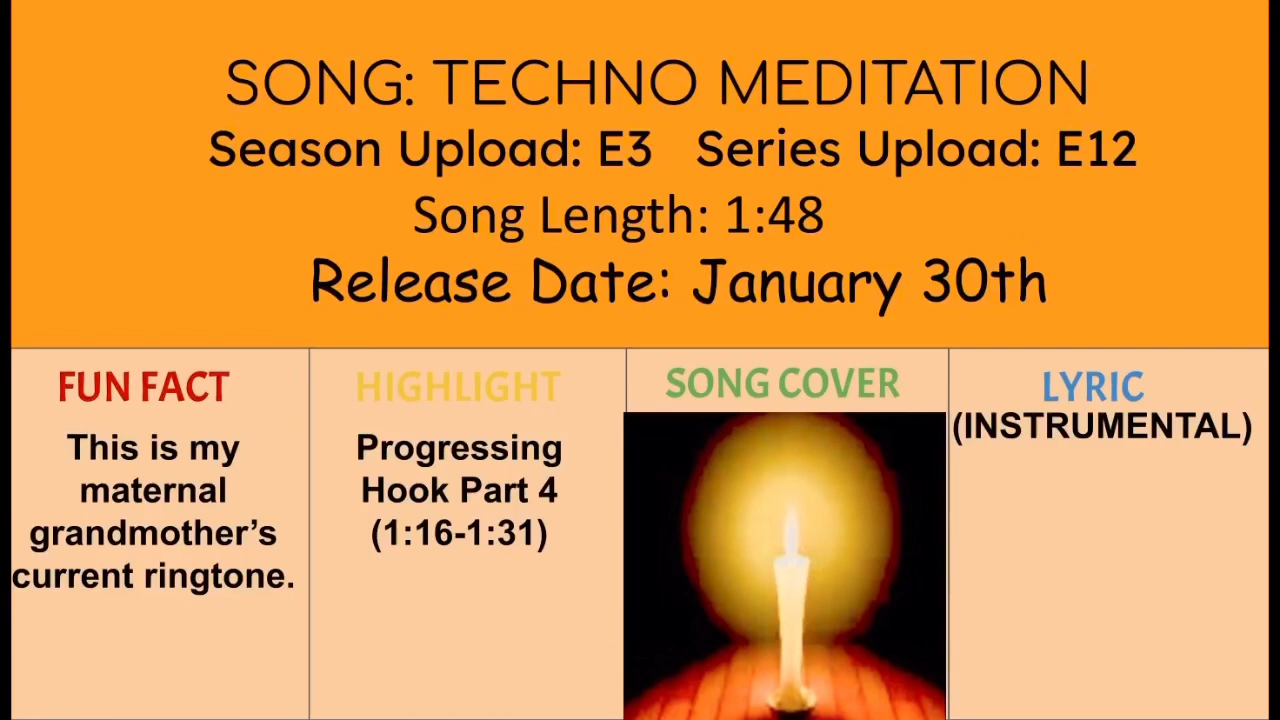 SONG: TECHNO MEDITATION
Season Upload: E3 Series Upload: E12
Song Length: 1:48
Release Date: January 30th
FUN FACT
This is my
maternal
grandmother’s
current ringtone.
HIGHLIGHT
Progressing
Hook Part 4
(1:16-1:31)
SONG COVER
LYRIC
(INSTRUMENTAL)